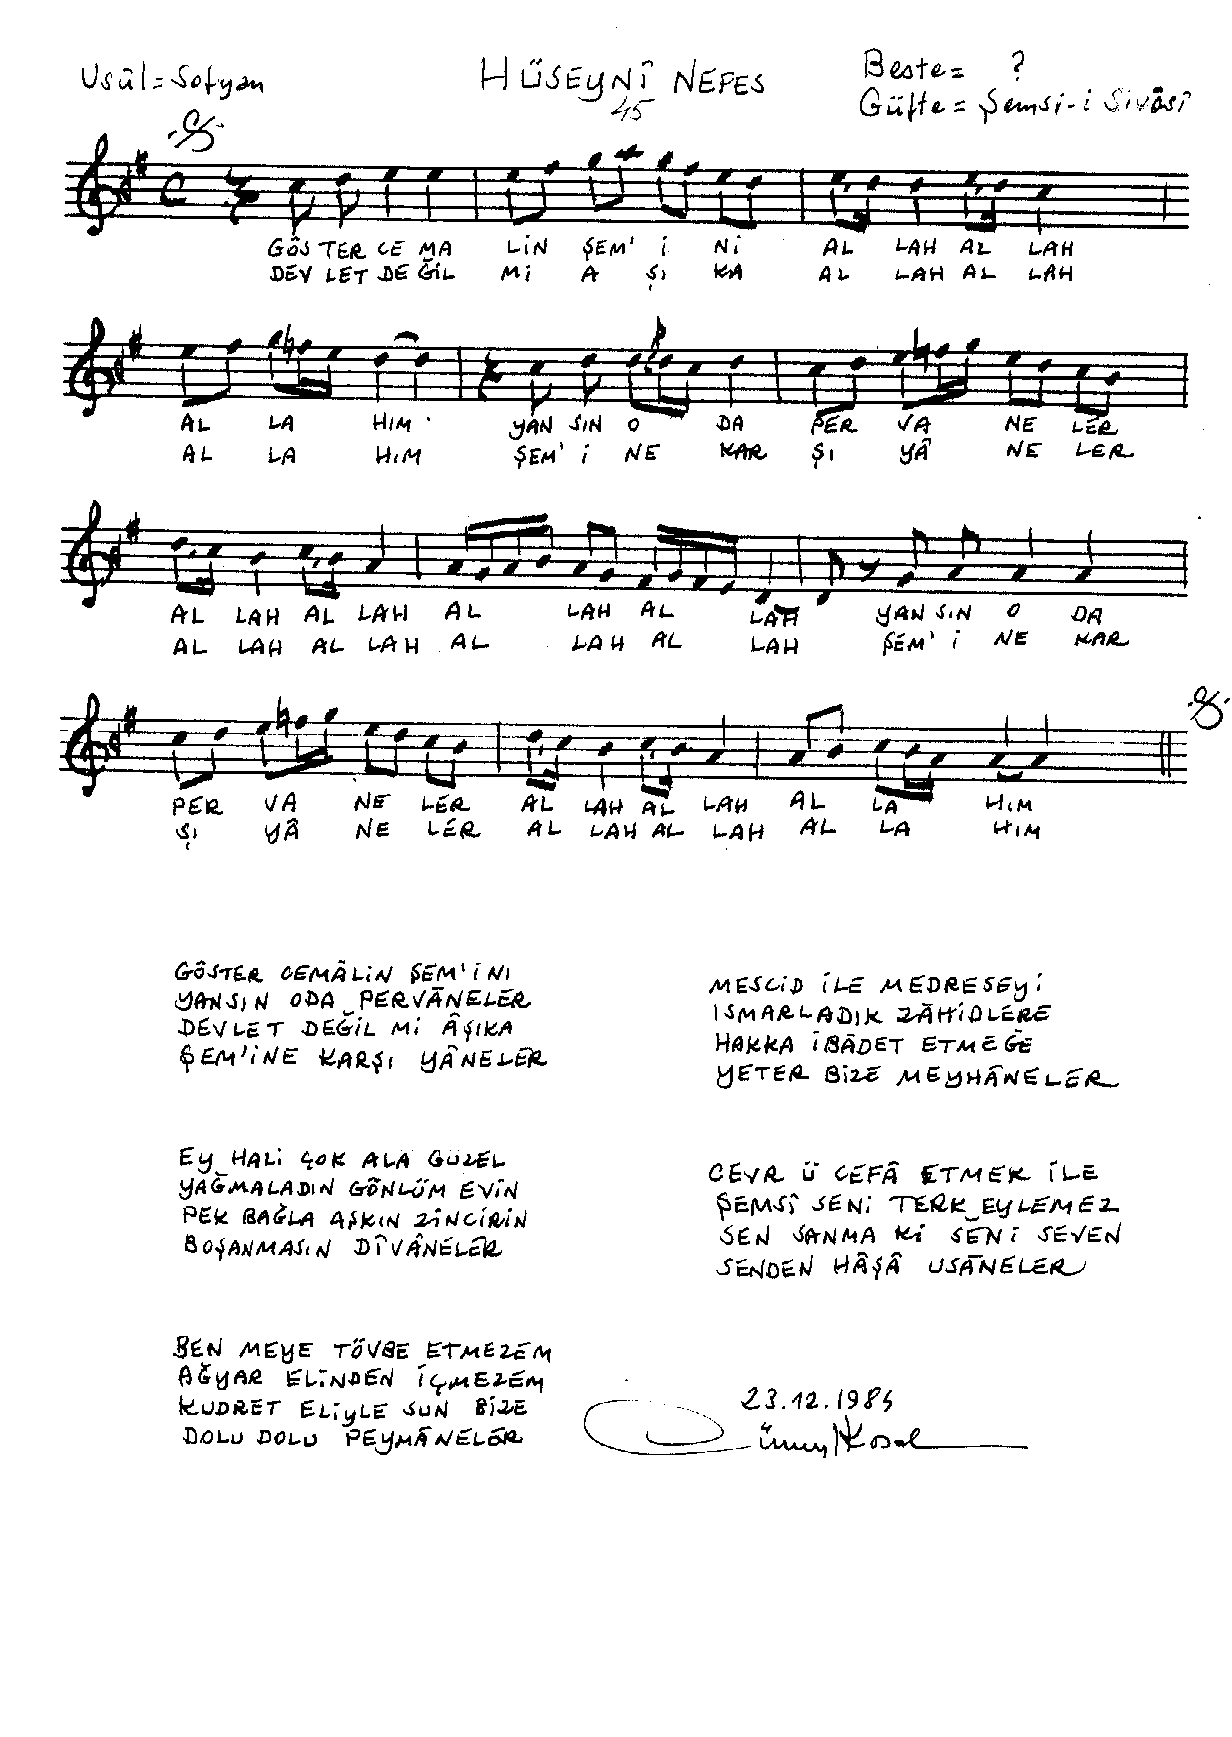 Usûl = Sofyan
HÜSEYNÎ NEFES
45
Beste = ?
Güfte = Şemsi-i Sivâsî
GÖS TER CE MA LİN ŞEM' İ Nİ AL LAH AL LAH
DEV LET DE ĞİL Mİ A ŞI KA AL LAH AL LAH
AL LA HIM YAN SIN O DA PER VA NE LER
AL LA HIM ŞEM' İ NE KAR ŞI YÂ NE LER
AL LAH AL LAH AL LAH AL LAH YAN SIN O DA
AL LAH AL LAH AL LAH AL LAH ŞEM' İ NE KAR
PER VA NE LER AL LAH AL LAH AL LA HIM
ŞI YÂ NE LER AL LAH AL LAH AL LA HIM
GÖSTER CEMÂLİN ŞEM'İNİ
YANSIN ODA PERVÂNELER
DEVLET DEĞİL Mİ ÂŞIKA
ŞEM'İNE KARŞI YÂNELER
EY HALİ ÇOK ALA GÜZEL
YAĞMALADIN GÖNLÜM EVİN
PEK BAĞLA AŞKIN ZİNCİRİN
BOŞANMASIN DÎVÂNELER
BEN MEYE TÖVBE ETMEZEM
AĞYAR ELİNDEN İÇMEZEM
KUDRET ELİYLE SUN BİZE
DOLU DOLU PEYMÂNELER
MESCİD İLE MEDRESEYİ
ISMARLADIK ZÂHİDLERE
HAKKA İBÂDET ETMEĞE
YETER BİZE MEYHÂNELER
CEVR Ü CEFÂ ETMEK İLE
ŞEMSÎ SENİ TERK EYLEMEZ
SEN SANMA Kİ SENİ SEVEN
SENDEN HÂŞÂ USÂNELER
23.12.1985